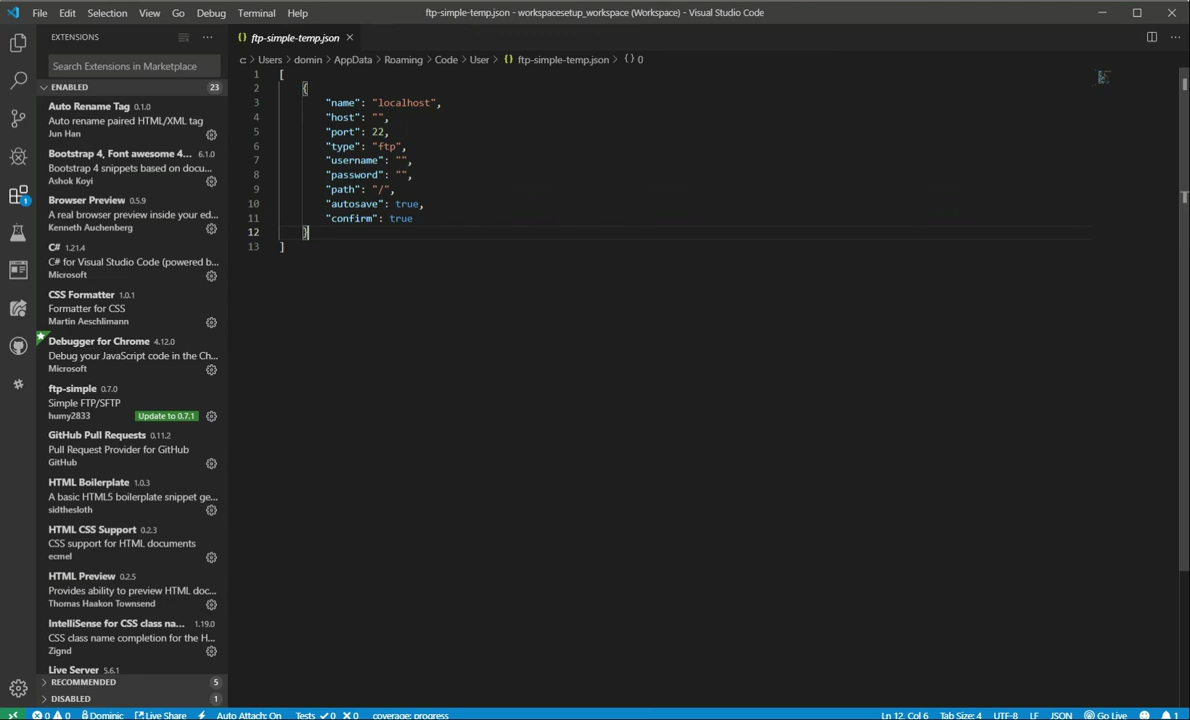 File Edit Selection View Go Debug Terminal Help ftp-simple-temp.json - workspacesetup_workspace (Workspace) - Visual Studio Code
EXTENSIONS
Search Extensions in Marketplace
ENABLED 23
Auto Rename Tag 0.1.0
Auto rename paired HTML/XML tag
Jun Han
Bootstrap 4, Font awesome 4... 6.1.0
Bootstrap 4 snippets based on docu...
Ashok Koyi
Browser Preview 0.5.9
A real browser preview inside your ed...
Kenneth Auchenberg
C# 1.21.4
C# for Visual Studio Code (powered b...
Microsoft
CSS Formatter 1.0.1
Formatter for CSS
Martin Aeschlimann
Debugger for Chrome 4.12.0
Debug your JavaScript code in the Ch...
Microsoft
ftp-simple 0.7.0
Simple FTP/SFTP
humy2833 Update to 0.7.1
GitHub Pull Requests 0.11.2
Pull Request Provider for GitHub
GitHub
HTML Boilerplate 1.0.3
A basic HTML5 boilerplate snippet ge...
sidthesloth
HTML CSS Support 0.2.3
CSS support for HTML documents
ecmel
HTML Preview 0.2.5
Provides ability to preview HTML doc...
Thomas Haakon Townsend
IntelliSense for CSS class na... 1.19.0
CSS class name completion for the H...
Zignd
Live Server 5.6.1
RECOMMENDED 5
DISABLED 1
1
{} ftp-simple-temp.json ×
c: > Users > domin > AppData > Roaming > Code > User > {} ftp-simple-temp.json > {} 0
1 [
2 {
3 "name": "localhost",
4 "host": "",
5 "port": 22,
6 "type": "ftp",
7 "username": "",
8 "password": "",
9 "path": "/",
10 "autosave": true,
11 "confirm": true
12 }
13 ]
0 0 Dominic Live Share Auto Attach: On Tests 0 0 coverage: progress Ln 12, Col 6 Tab Size: 4 UTF-8 LF JSON Go Live 1